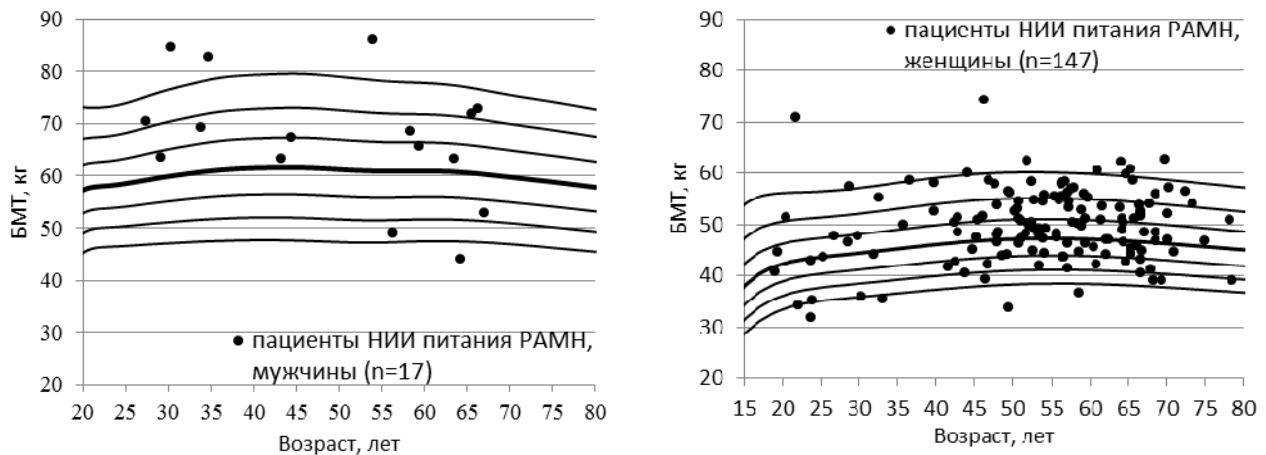 90
80
70
60
50
40
30
20
БМТ, кг
20 25 30 35 40 45 50 55 60 65 70 75 80
Возраст, лет
пациенты НИИ питания РАМН,
мужчины (n=17)
90
80
70
60
50
40
30
20
БМТ, кг
15 20 25 30 35 40 45 50 55 60 65 70 75 80
Возраст, лет
пациенты НИИ питания РАМН,
женщины (n=147)